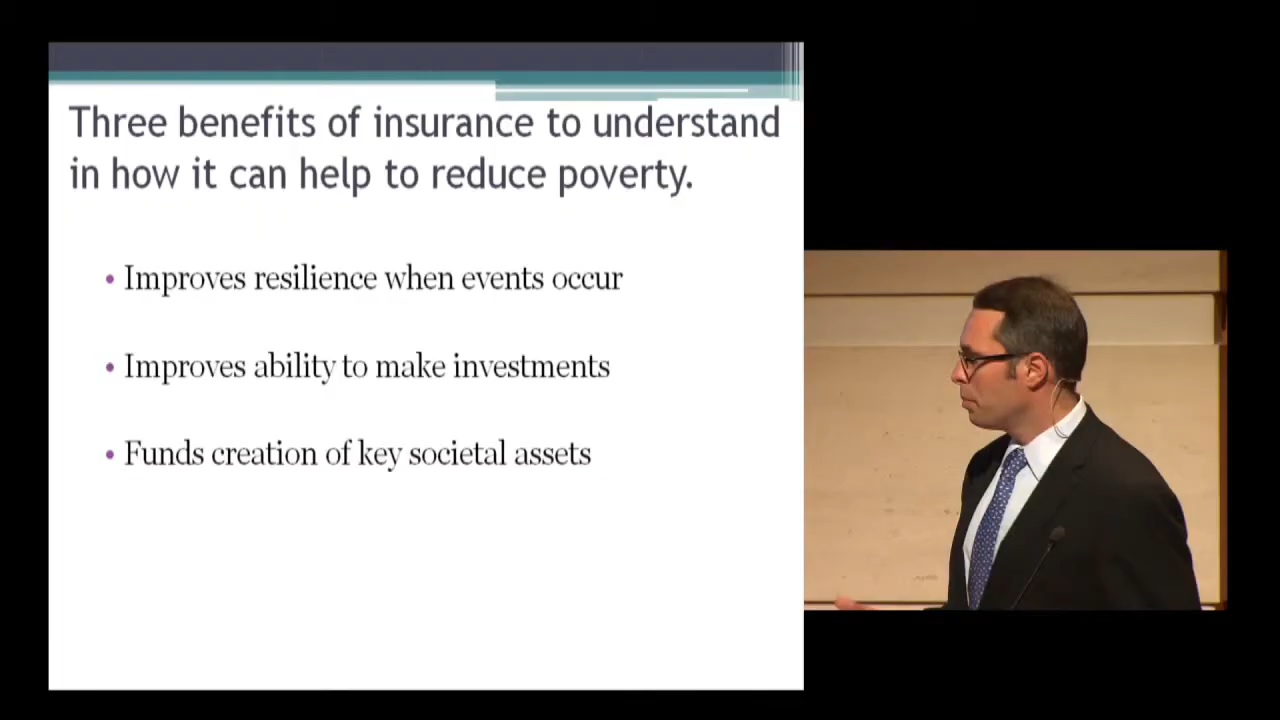 Three benefits of insurance to understand
in how it can help to reduce poverty.
• Improves resilience when events occur
• Improves ability to make investments
• Funds creation of key societal assets